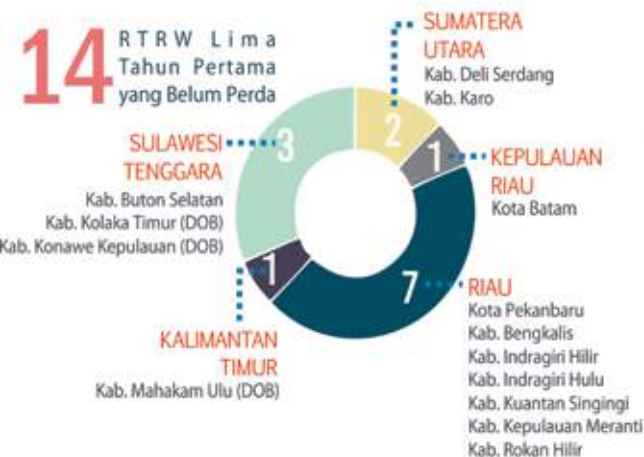 14
RTRW Lima
Tahun Pertama
yang Belum Perda
2
SUMATERA
UTARA
Kab. Deli Serdang
Kab. Karo
1
KEPULAUAN
RIAU
Kota Batam
7
RIAU
Kota Pekanbaru
Kab. Bengkalis
Kab. Indragiri Hilir
Kab. Indragiri Hulu
Kab. Kuantan Singingi
Kab. Kepulauan Meranti
Kab. Rokan Hilir
1
KALIMANTAN
TIMUR
Kab. Mahakam Ulu (DOB)
3
SULAWESI
TENGGARA
Kab. Buton Selatan
Kab. Kolaka Timur (DOB)
Kab. Konawe Kepulauan (DOB)